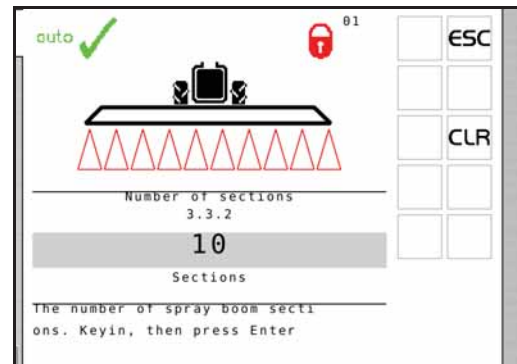 auto
01
ESC
CLR
Number of sections
3.3.2
10
Sections
The number of spray boom secti
ons. Keyin, then press Enter